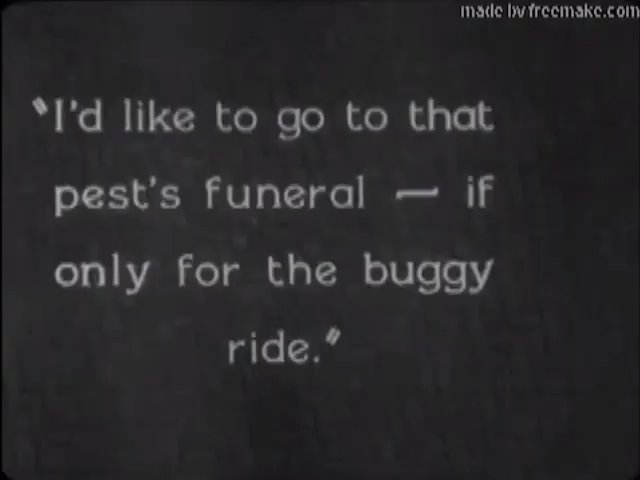 made by freemake.com
"I'd like to go to that
pest's funeral — if
only for the buggy
ride."